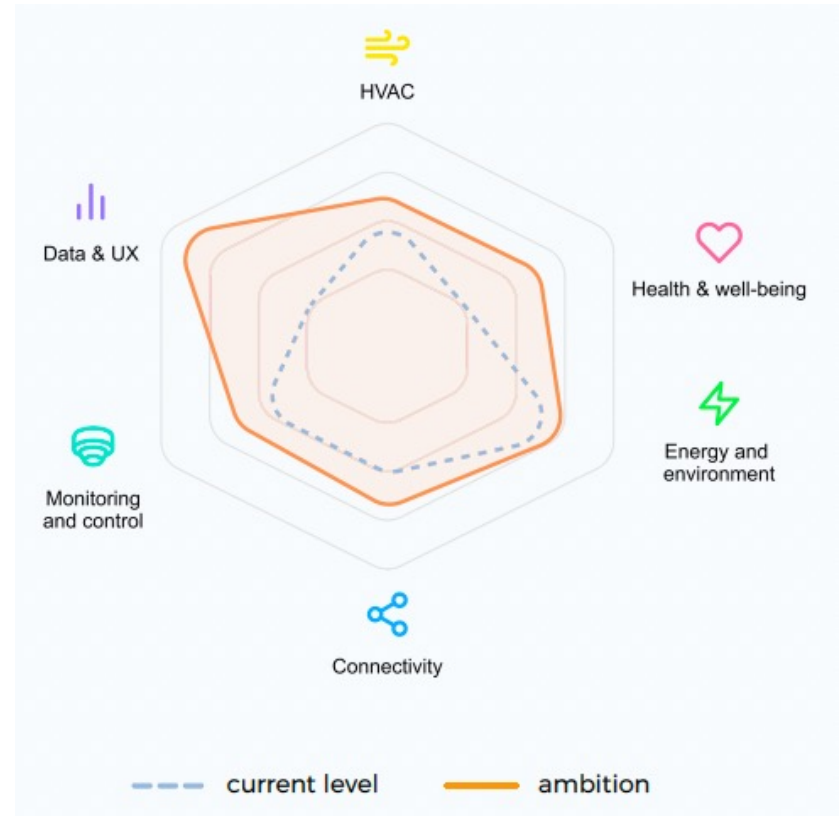 HVAC
Data & UX
Health & well-being
Energy and
environment
Monitoring
and control
Connectivity
current level
ambition